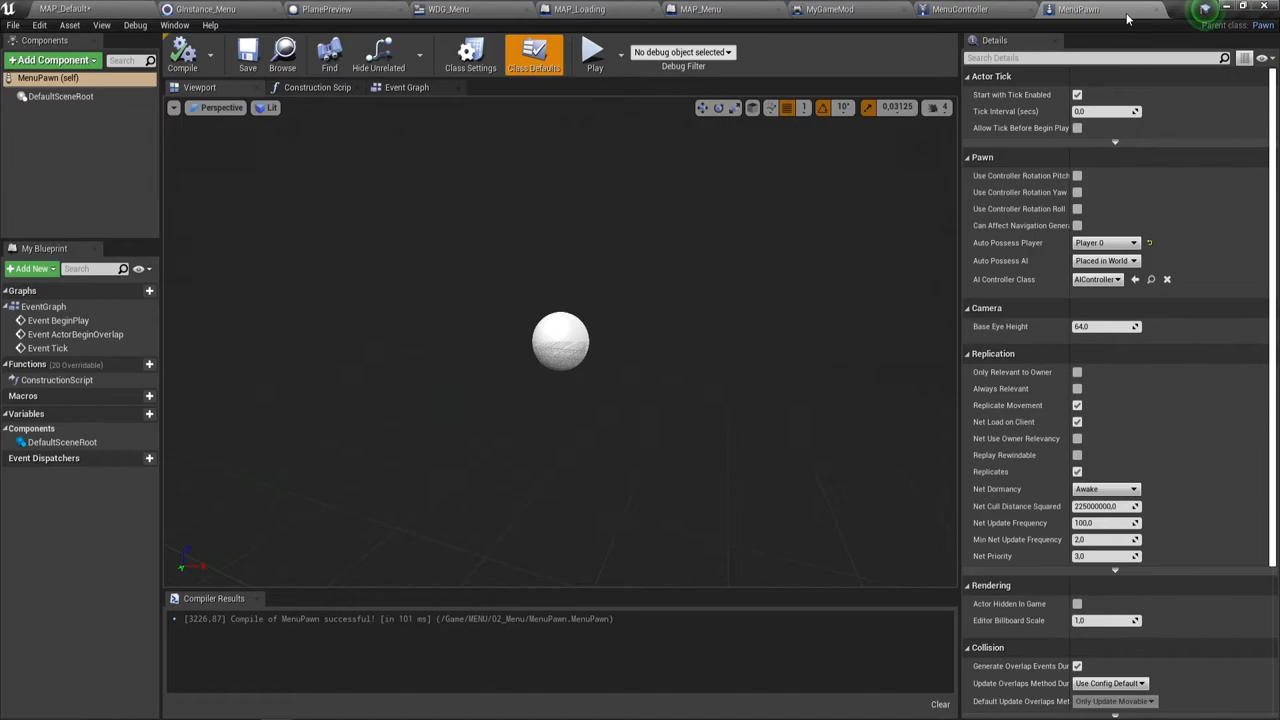 MAP_Default*
GInstance_Menu
PlanePreview
WDG_Menu
MAP_Loading
MAP_Menu
MyGameMod
MenuController
MenuPawn
File Edit Asset View Debug Window Help
Parent class: Pawn
Components
+Add Component
Search
MenuPawn (self)
DefaultSceneRoot
Compile
Save
Browse
Find
Hide Unrelated
Class Settings
Class Defaults
Play
No debug object selected
Debug Filter
Viewport
Construction Scrip
Event Graph
Perspective
Lit
1
10°
0,03125
4
My Blueprint
+Add New
Search
Graphs
EventGraph
Event BeginPlay
Event ActorBeginOverlap
Event Tick
Functions (20 Overridable)
ConstructionScript
Macros
Variables
Components
DefaultSceneRoot
Event Dispatchers
Compiler Results
[3226,87] Compile of MenuPawn successful! [in 101 ms] (/Game/MENU/02_Menu/MenuPawn.MenuPawn)
Clear
Details
Search Details
Actor Tick
Start with Tick Enabled
Tick Interval (secs) 0,0
Allow Tick Before Begin Play
Pawn
Use Controller Rotation Pitch
Use Controller Rotation Yaw
Use Controller Rotation Roll
Can Affect Navigation Genera
Auto Possess Player Player 0
Auto Possess AI Placed in World
AI Controller Class AIController
Camera
Base Eye Height 64,0
Replication
Only Relevant to Owner
Always Relevant
Replicate Movement
Net Load on Client
Net Use Owner Relevancy
Replay Rewindable
Replicates
Net Dormancy Awake
Net Cull Distance Squared 225000000,0
Net Update Frequency 100,0
Min Net Update Frequency 2,0
Net Priority 3,0
Rendering
Actor Hidden In Game
Editor Billboard Scale 1,0
Collision
Generate Overlap Events Dur
Update Overlaps Method Dur Use Config Default
Default Update Overlaps Met Only Update Movable